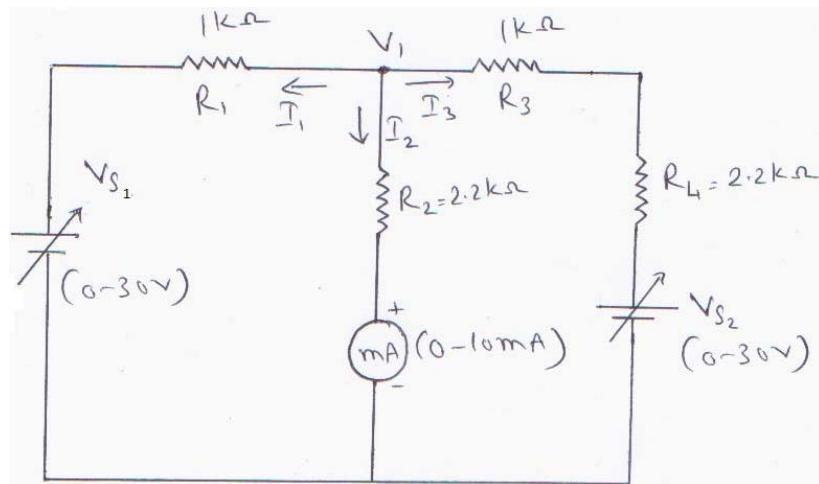 1kΩ
V1
1kΩ
R1
I1
I2
I3
R3
VS1
R2=2.2kΩ
R4=2.2kΩ
(0-30V)
+
mA
(0-10mA)
-
VS2
(0-30V)